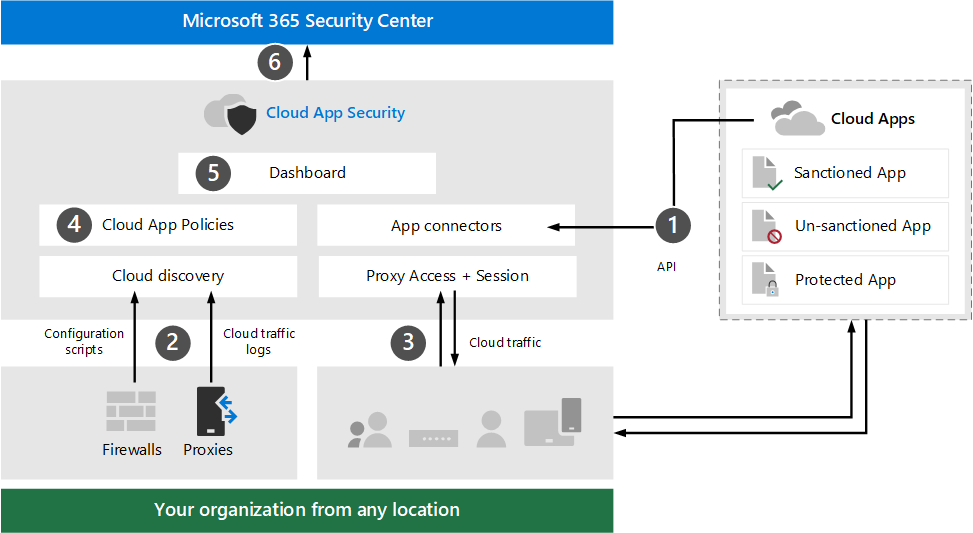 Microsoft 365 Security Center
6
Cloud App Security
Cloud Apps
5
Dashboard
Sanctioned App
4
Cloud App Policies
App connectors
1
Un-sanctioned App
API
Cloud discovery
Proxy Access + Session
Protected App
Configuration
scripts
2
Cloud traffic
logs
3
Cloud traffic
Firewalls
Proxies
Your organization from any location